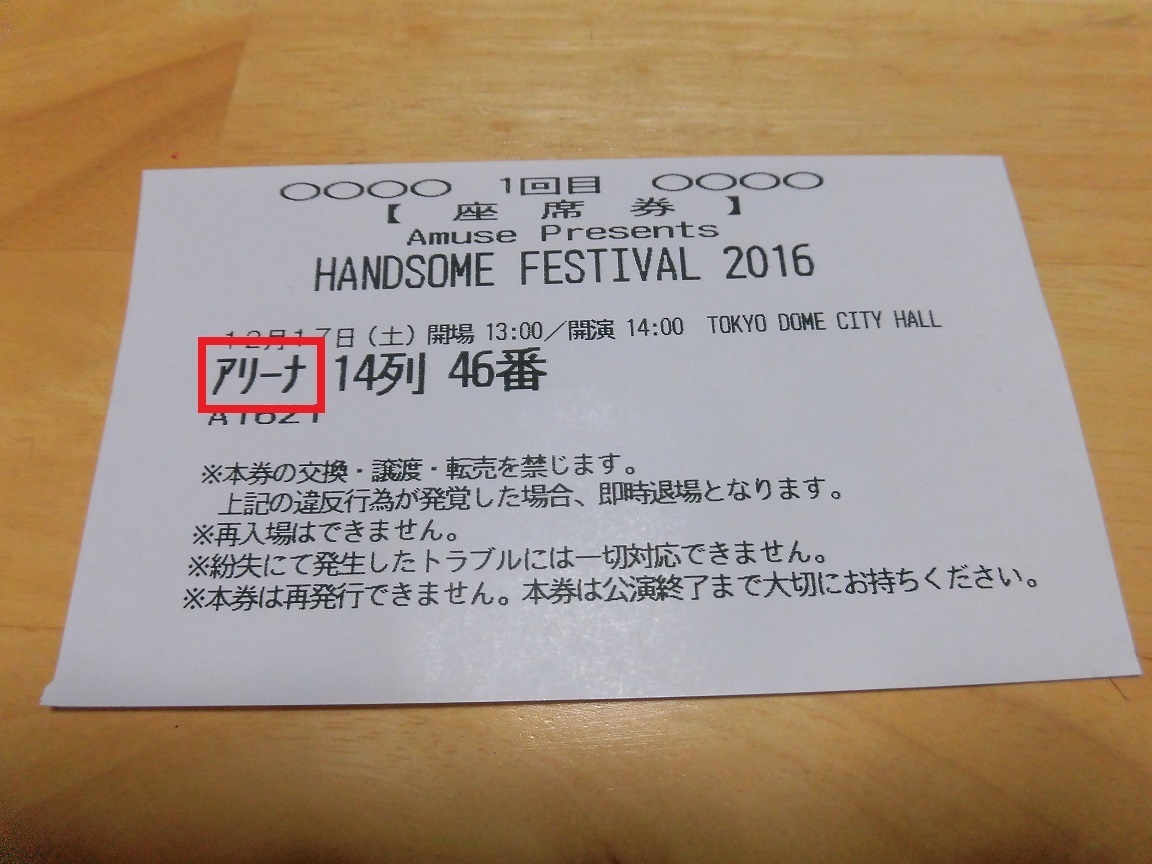 〇〇〇〇 1回目 〇〇〇〇
【 座 席 券 】
Amuse Presents
HANDSOME FESTIVAL 2016
12月17日（土）開場 13:00／開演 14:00 TOKYO DOME CITY HALL
アリーナ 14列 46番
A1621
※本券の交換・譲渡・転売を禁じます。
上記の違反行為が発覚した場合、即時退場となります。
※再入場はできません。
※紛失にて発生したトラブルには一切対応できません。
※本券は再発行できません。本券は公演終了まで大切にお持ちください。